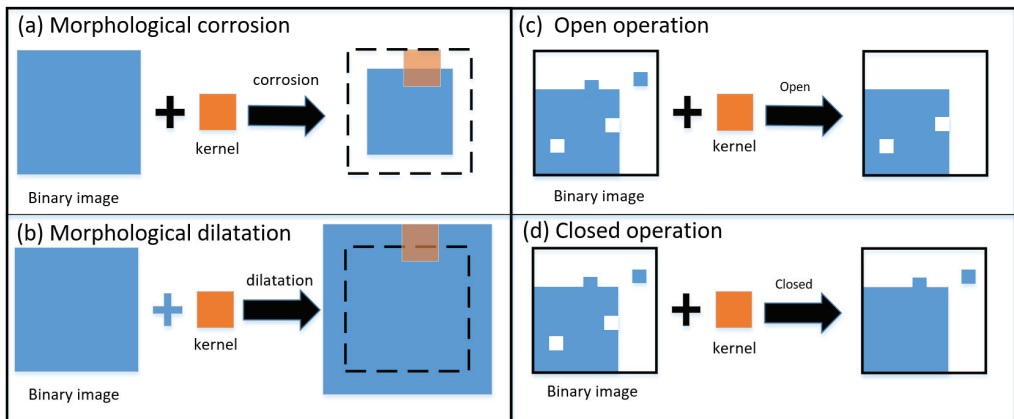 (a) Morphological corrosion
corrosion
kernel
Binary image
(b) Morphological dilatation
dilatation
kernel
Binary image
(c) Open operation
Open
kernel
Binary image
(d) Closed operation
Closed
kernel
Binary image